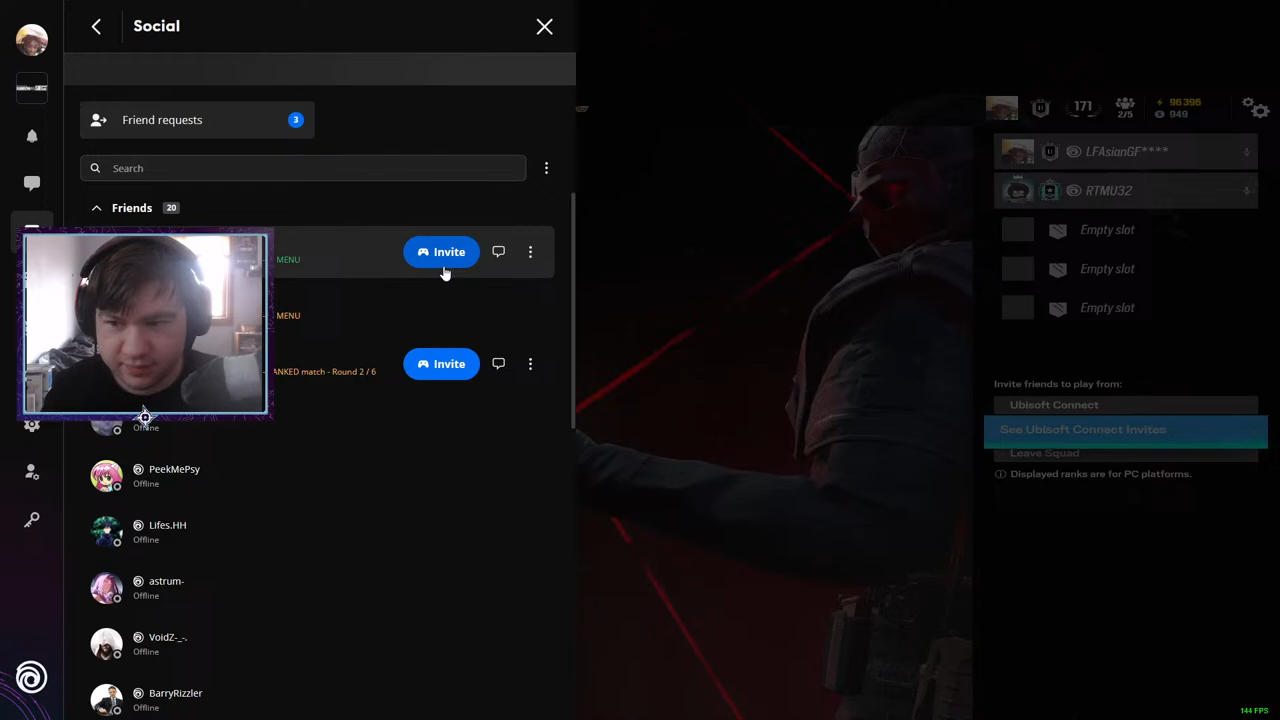 Social
Friend requests
3
Search
Friends 20
MENU
Invite
MENU
ANKED match - Round 2 / 6
Invite
Offline
PeekMePsy
Offline
Lifes.HH
Offline
astrum-
Offline
VoidZ-_-.
Offline
BarryRizzler
Offline
171
2/5
96 396
949
LFAsianGF****
RTMU32
Empty slot
Empty slot
Empty slot
Invite friends to play from:
Ubisoft Connect
See Ubisoft Connect Invites
Leave Squad
Displayed ranks are for PC platforms.
144 FPS